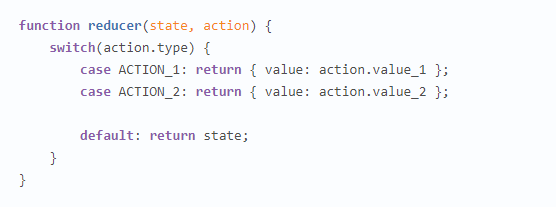 function reducer(state, action) {
    switch(action.type) {
        case ACTION_1: return { value: action.value_1 };
        case ACTION_2: return { value: action.value_2 };

        default: return state;
    }
}